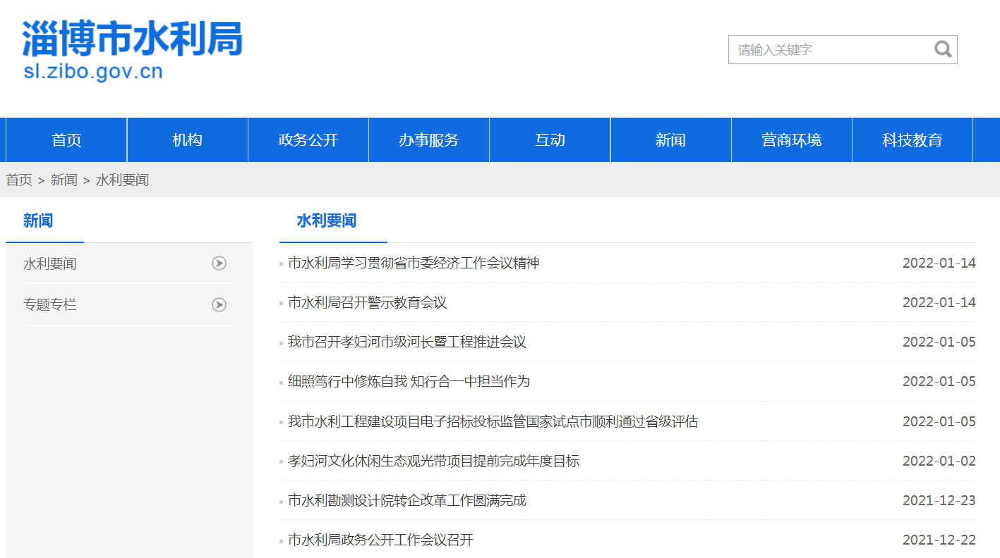 淄博市水利局
sl.zibo.gov.cn
请输入关键字
首页 机构 政务公开 办事服务 互动 新闻 营商环境 科技教育
首页 > 新闻 > 水利要闻
新闻
水利要闻
专题专栏
水利要闻
市水利局学习贯彻省市委经济工作会议精神 2022-01-14
市水利局召开警示教育会议 2022-01-14
我市召开孝妇河市级河长暨工程推进会议 2022-01-05
细照笃行中修炼自我 知行合一中担当作为 2022-01-05
我市水利工程建设项目电子招标投标监管国家试点市顺利通过省级评估 2022-01-05
孝妇河文化休闲生态观光带项目提前完成年度目标 2022-01-02
市水利勘测设计院转企改革工作圆满完成 2021-12-23
市水利局政务公开工作会议召开 2021-12-22